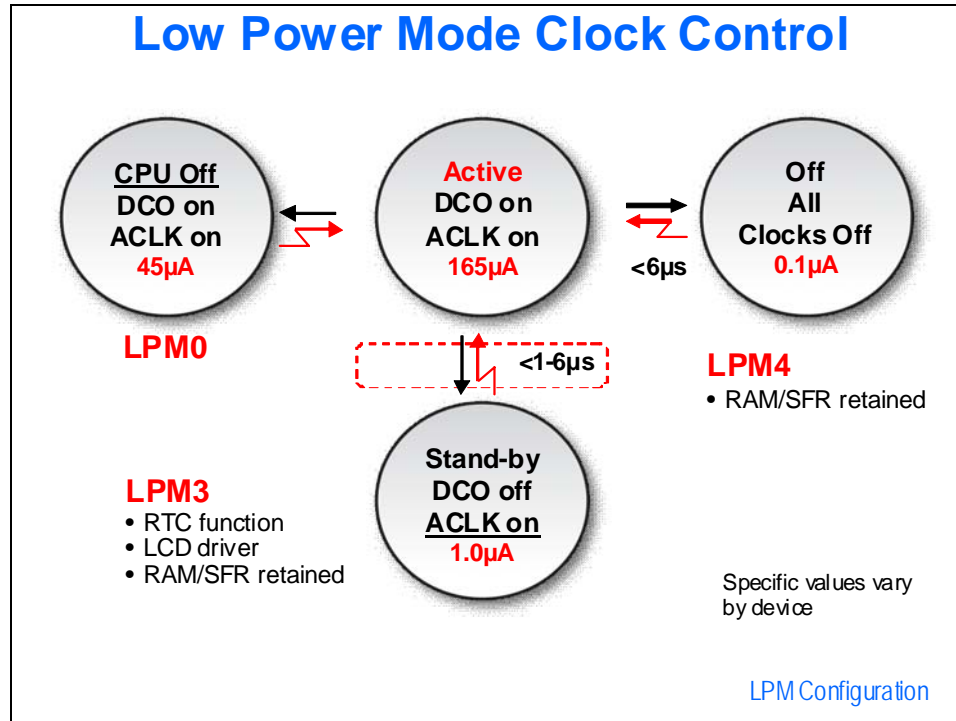 Low Power Mode Clock Control
CPU Off
DCO on
ACLK on
45µA
LPM0
Active
DCO on
ACLK on
165µA
<6µs
Off
All
Clocks Off
0.1µA
LPM4
• RAM/SFR retained
<1-6µs
Stand-by
DCO off
ACLK on
1.0µA
LPM3
• RTC function
• LCD driver
• RAM/SFR retained
Specific values vary
by device
LPM Configuration